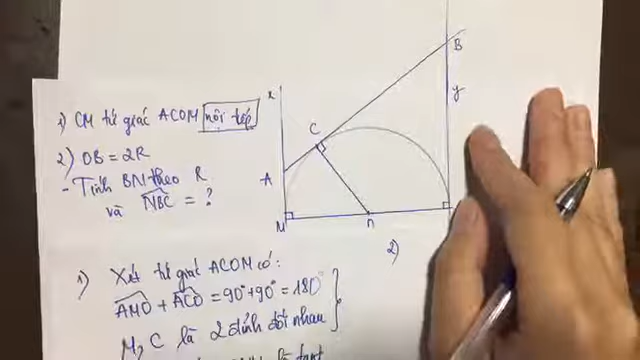 1) CM tứ giác ACOM nội tiếp
2) OB = 2R
- Tính BN theo R
và NBC = ?
x
B
y
C
A
M
n
2)
1) Xét tứ giác ACOM có:
AMO + ACO = 90° + 90° = 180°
M, C là 2 đỉnh đối nhau